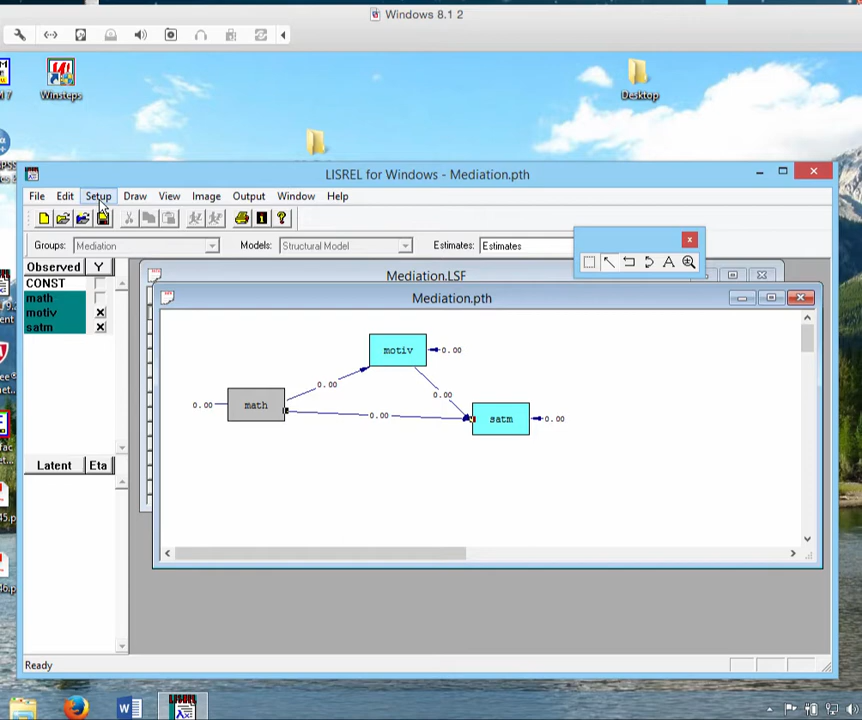 Windows 8.1 2
Winsteps
Desktop
LISREL for Windows - Mediation.pth
File Edit Setup Draw View Image Output Window Help
Groups: Mediation Models: Structural Model Estimates: Estimates
Observed Y
CONST
math
motiv
satm
Latent Eta
Mediation.LSF
Mediation.pth
motiv
0.00
0.00
0.00
math
0.00
0.00
satm
0.00
Ready